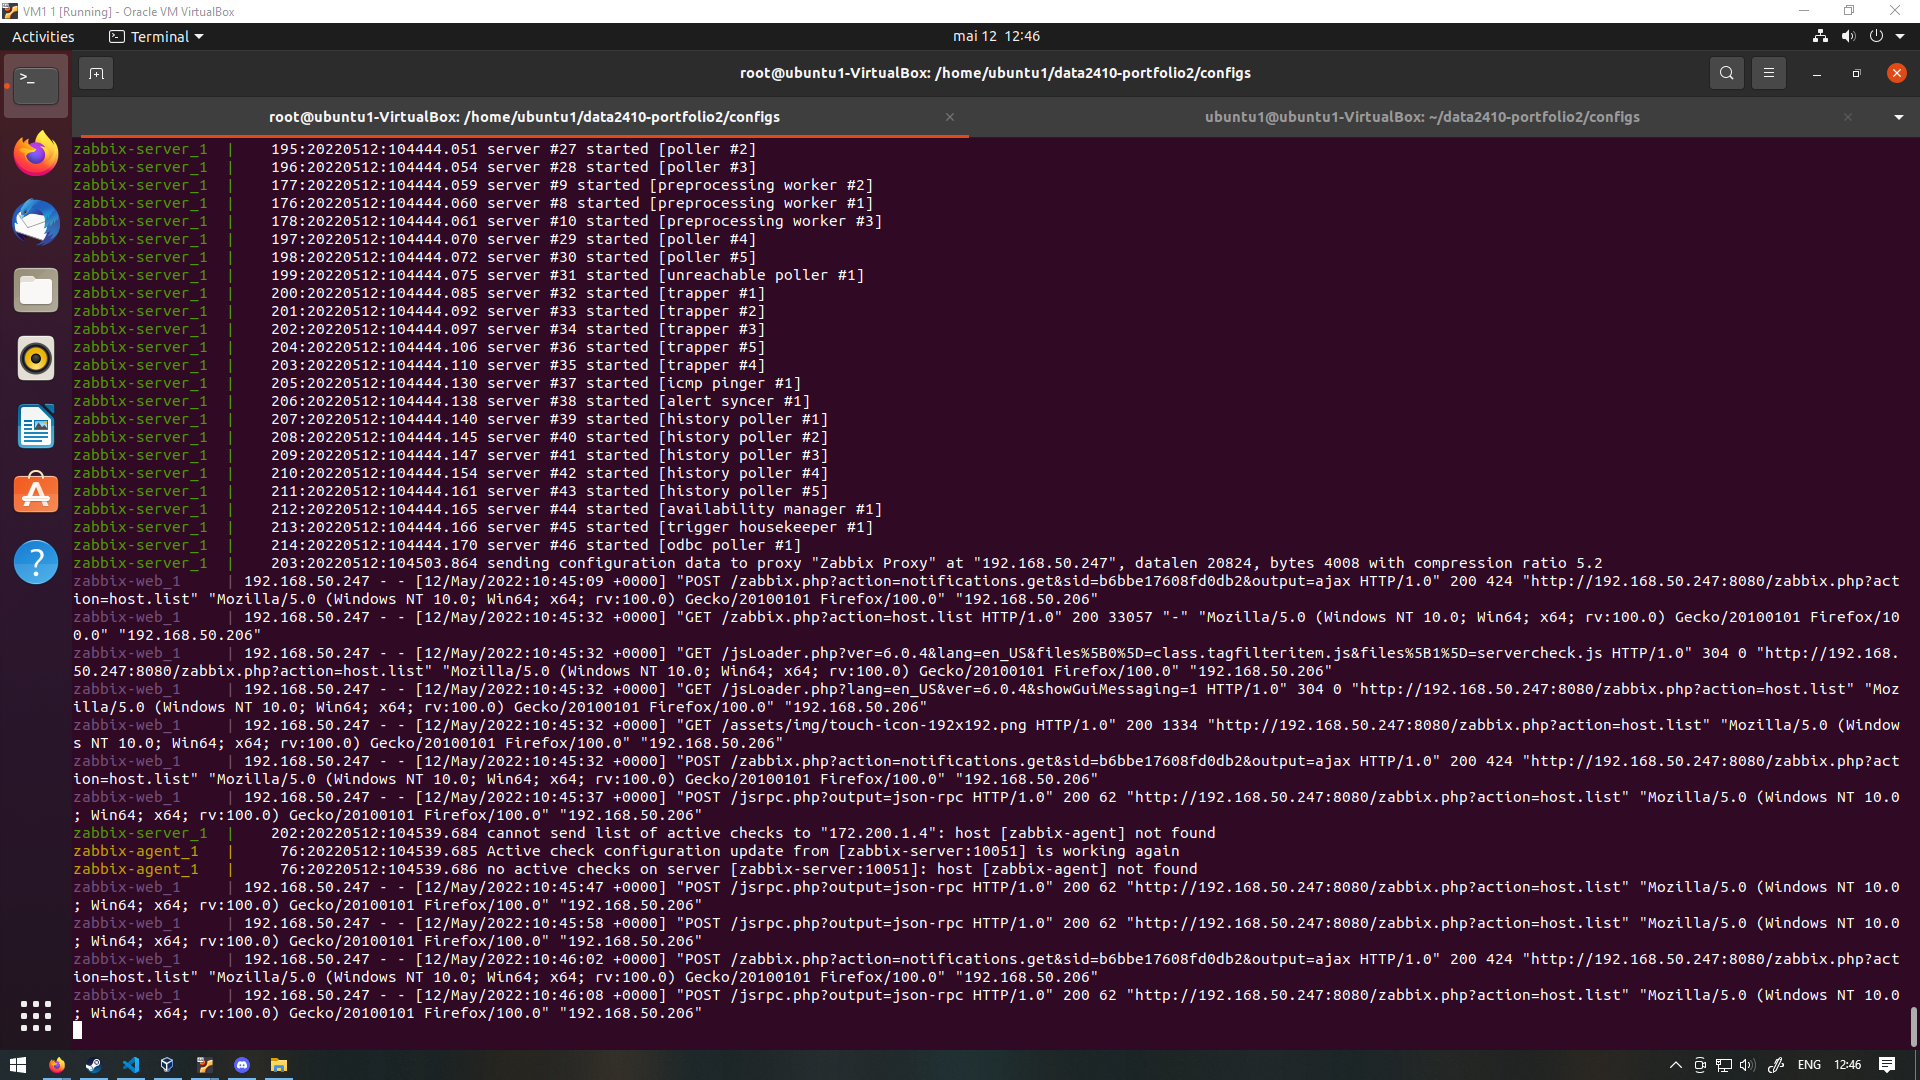 VM1 1 [Running] - Oracle VM VirtualBox
Activities
Terminal
mai 12 12:46
root@ubuntu1-VirtualBox: /home/ubuntu1/data2410-portfolio2/configs
root@ubuntu1-VirtualBox: /home/ubuntu1/data2410-portfolio2/configs
ubuntu1@ubuntu1-VirtualBox: ~/data2410-portfolio2/configs
zabbix-server_1 | 195:20220512:104444.051 server #27 started [poller #2]
zabbix-server_1 | 196:20220512:104444.054 server #28 started [poller #3]
zabbix-server_1 | 177:20220512:104444.059 server #9 started [preprocessing worker #2]
zabbix-server_1 | 176:20220512:104444.060 server #8 started [preprocessing worker #1]
zabbix-server_1 | 178:20220512:104444.061 server #10 started [preprocessing worker #3]
zabbix-server_1 | 197:20220512:104444.070 server #29 started [poller #4]
zabbix-server_1 | 198:20220512:104444.072 server #30 started [poller #5]
zabbix-server_1 | 199:20220512:104444.075 server #31 started [unreachable poller #1]
zabbix-server_1 | 200:20220512:104444.085 server #32 started [trapper #1]
zabbix-server_1 | 201:20220512:104444.092 server #33 started [trapper #2]
zabbix-server_1 | 202:20220512:104444.097 server #34 started [trapper #3]
zabbix-server_1 | 204:20220512:104444.106 server #36 started [trapper #5]
zabbix-server_1 | 203:20220512:104444.110 server #35 started [trapper #4]
zabbix-server_1 | 205:20220512:104444.130 server #37 started [icmp pinger #1]
zabbix-server_1 | 206:20220512:104444.138 server #38 started [alert syncer #1]
zabbix-server_1 | 207:20220512:104444.140 server #39 started [history poller #1]
zabbix-server_1 | 208:20220512:104444.145 server #40 started [history poller #2]
zabbix-server_1 | 209:20220512:104444.147 server #41 started [history poller #3]
zabbix-server_1 | 210:20220512:104444.154 server #42 started [history poller #4]
zabbix-server_1 | 211:20220512:104444.161 server #43 started [history poller #5]
zabbix-server_1 | 212:20220512:104444.165 server #44 started [availability manager #1]
zabbix-server_1 | 213:20220512:104444.166 server #45 started [trigger housekeeper #1]
zabbix-server_1 | 214:20220512:104444.170 server #46 started [odbc poller #1]
zabbix-server_1 | 203:20220512:104503.864 sending configuration data to proxy "Zabbix Proxy" at "192.168.50.247", datalen 20824, bytes 4008 with compression ratio 5.2
zabbix-web_1 | 192.168.50.247 - - [12/May/2022:10:45:09 +0000] "POST /zabbix.php?action=notifications.get&sid=b6bbe17608fd0db2&output=ajax HTTP/1.0" 200 424 "http://192.168.50.247:8080/zabbix.php?act
ion=host.list" "Mozilla/5.0 (Windows NT 10.0; Win64; x64; rv:100.0) Gecko/20100101 Firefox/100.0" "192.168.50.206"
zabbix-web_1 | 192.168.50.247 - - [12/May/2022:10:45:32 +0000] "GET /zabbix.php?action=host.list HTTP/1.0" 200 33057 "-" "Mozilla/5.0 (Windows NT 10.0; Win64; x64; rv:100.0) Gecko/20100101 Firefox/10
0.0" "192.168.50.206"
zabbix-web_1 | 192.168.50.247 - - [12/May/2022:10:45:32 +0000] "GET /jsLoader.php?ver=6.0.4&lang=en_US&files%5B0%5D=class.tagfilteritem.js&files%5B1%5D=servercheck.js HTTP/1.0" 304 0 "http://192.168.
50.247:8080/zabbix.php?action=host.list" "Mozilla/5.0 (Windows NT 10.0; Win64; x64; rv:100.0) Gecko/20100101 Firefox/100.0" "192.168.50.206"
zabbix-web_1 | 192.168.50.247 - - [12/May/2022:10:45:32 +0000] "GET /jsLoader.php?lang=en_US&ver=6.0.4&showGuiMessaging=1 HTTP/1.0" 304 0 "http://192.168.50.247:8080/zabbix.php?action=host.list" "Moz
illa/5.0 (Windows NT 10.0; Win64; x64; rv:100.0) Gecko/20100101 Firefox/100.0" "192.168.50.206"
zabbix-web_1 | 192.168.50.247 - - [12/May/2022:10:45:32 +0000] "GET /assets/img/touch-icon-192x192.png HTTP/1.0" 200 1334 "http://192.168.50.247:8080/zabbix.php?action=host.list" "Mozilla/5.0 (Window
s NT 10.0; Win64; x64; rv:100.0) Gecko/20100101 Firefox/100.0" "192.168.50.206"
zabbix-web_1 | 192.168.50.247 - - [12/May/2022:10:45:32 +0000] "POST /zabbix.php?action=notifications.get&sid=b6bbe17608fd0db2&output=ajax HTTP/1.0" 200 424 "http://192.168.50.247:8080/zabbix.php?act
ion=host.list" "Mozilla/5.0 (Windows NT 10.0; Win64; x64; rv:100.0) Gecko/20100101 Firefox/100.0" "192.168.50.206"
zabbix-web_1 | 192.168.50.247 - - [12/May/2022:10:45:37 +0000] "POST /jsrpc.php?output=json-rpc HTTP/1.0" 200 62 "http://192.168.50.247:8080/zabbix.php?action=host.list" "Mozilla/5.0 (Windows NT 10.0
; Win64; x64; rv:100.0) Gecko/20100101 Firefox/100.0" "192.168.50.206"
zabbix-server_1 | 202:20220512:104539.684 cannot send list of active checks to "172.200.1.4": host [zabbix-agent] not found
zabbix-agent_1 | 76:20220512:104539.685 Active check configuration update from [zabbix-server:10051] is working again
zabbix-agent_1 | 76:20220512:104539.686 no active checks on server [zabbix-server:10051]: host [zabbix-agent] not found
zabbix-web_1 | 192.168.50.247 - - [12/May/2022:10:45:47 +0000] "POST /jsrpc.php?output=json-rpc HTTP/1.0" 200 62 "http://192.168.50.247:8080/zabbix.php?action=host.list" "Mozilla/5.0 (Windows NT 10.0
; Win64; x64; rv:100.0) Gecko/20100101 Firefox/100.0" "192.168.50.206"
zabbix-web_1 | 192.168.50.247 - - [12/May/2022:10:45:58 +0000] "POST /jsrpc.php?output=json-rpc HTTP/1.0" 200 62 "http://192.168.50.247:8080/zabbix.php?action=host.list" "Mozilla/5.0 (Windows NT 10.0
; Win64; x64; rv:100.0) Gecko/20100101 Firefox/100.0" "192.168.50.206"
zabbix-web_1 | 192.168.50.247 - - [12/May/2022:10:46:02 +0000] "POST /zabbix.php?action=notifications.get&sid=b6bbe17608fd0db2&output=ajax HTTP/1.0" 200 424 "http://192.168.50.247:8080/zabbix.php?act
ion=host.list" "Mozilla/5.0 (Windows NT 10.0; Win64; x64; rv:100.0) Gecko/20100101 Firefox/100.0" "192.168.50.206"
zabbix-web_1 | 192.168.50.247 - - [12/May/2022:10:46:08 +0000] "POST /jsrpc.php?output=json-rpc HTTP/1.0" 200 62 "http://192.168.50.247:8080/zabbix.php?action=host.list" "Mozilla/5.0 (Windows NT 10.0
; Win64; x64; rv:100.0) Gecko/20100101 Firefox/100.0" "192.168.50.206"
ENG 12:46